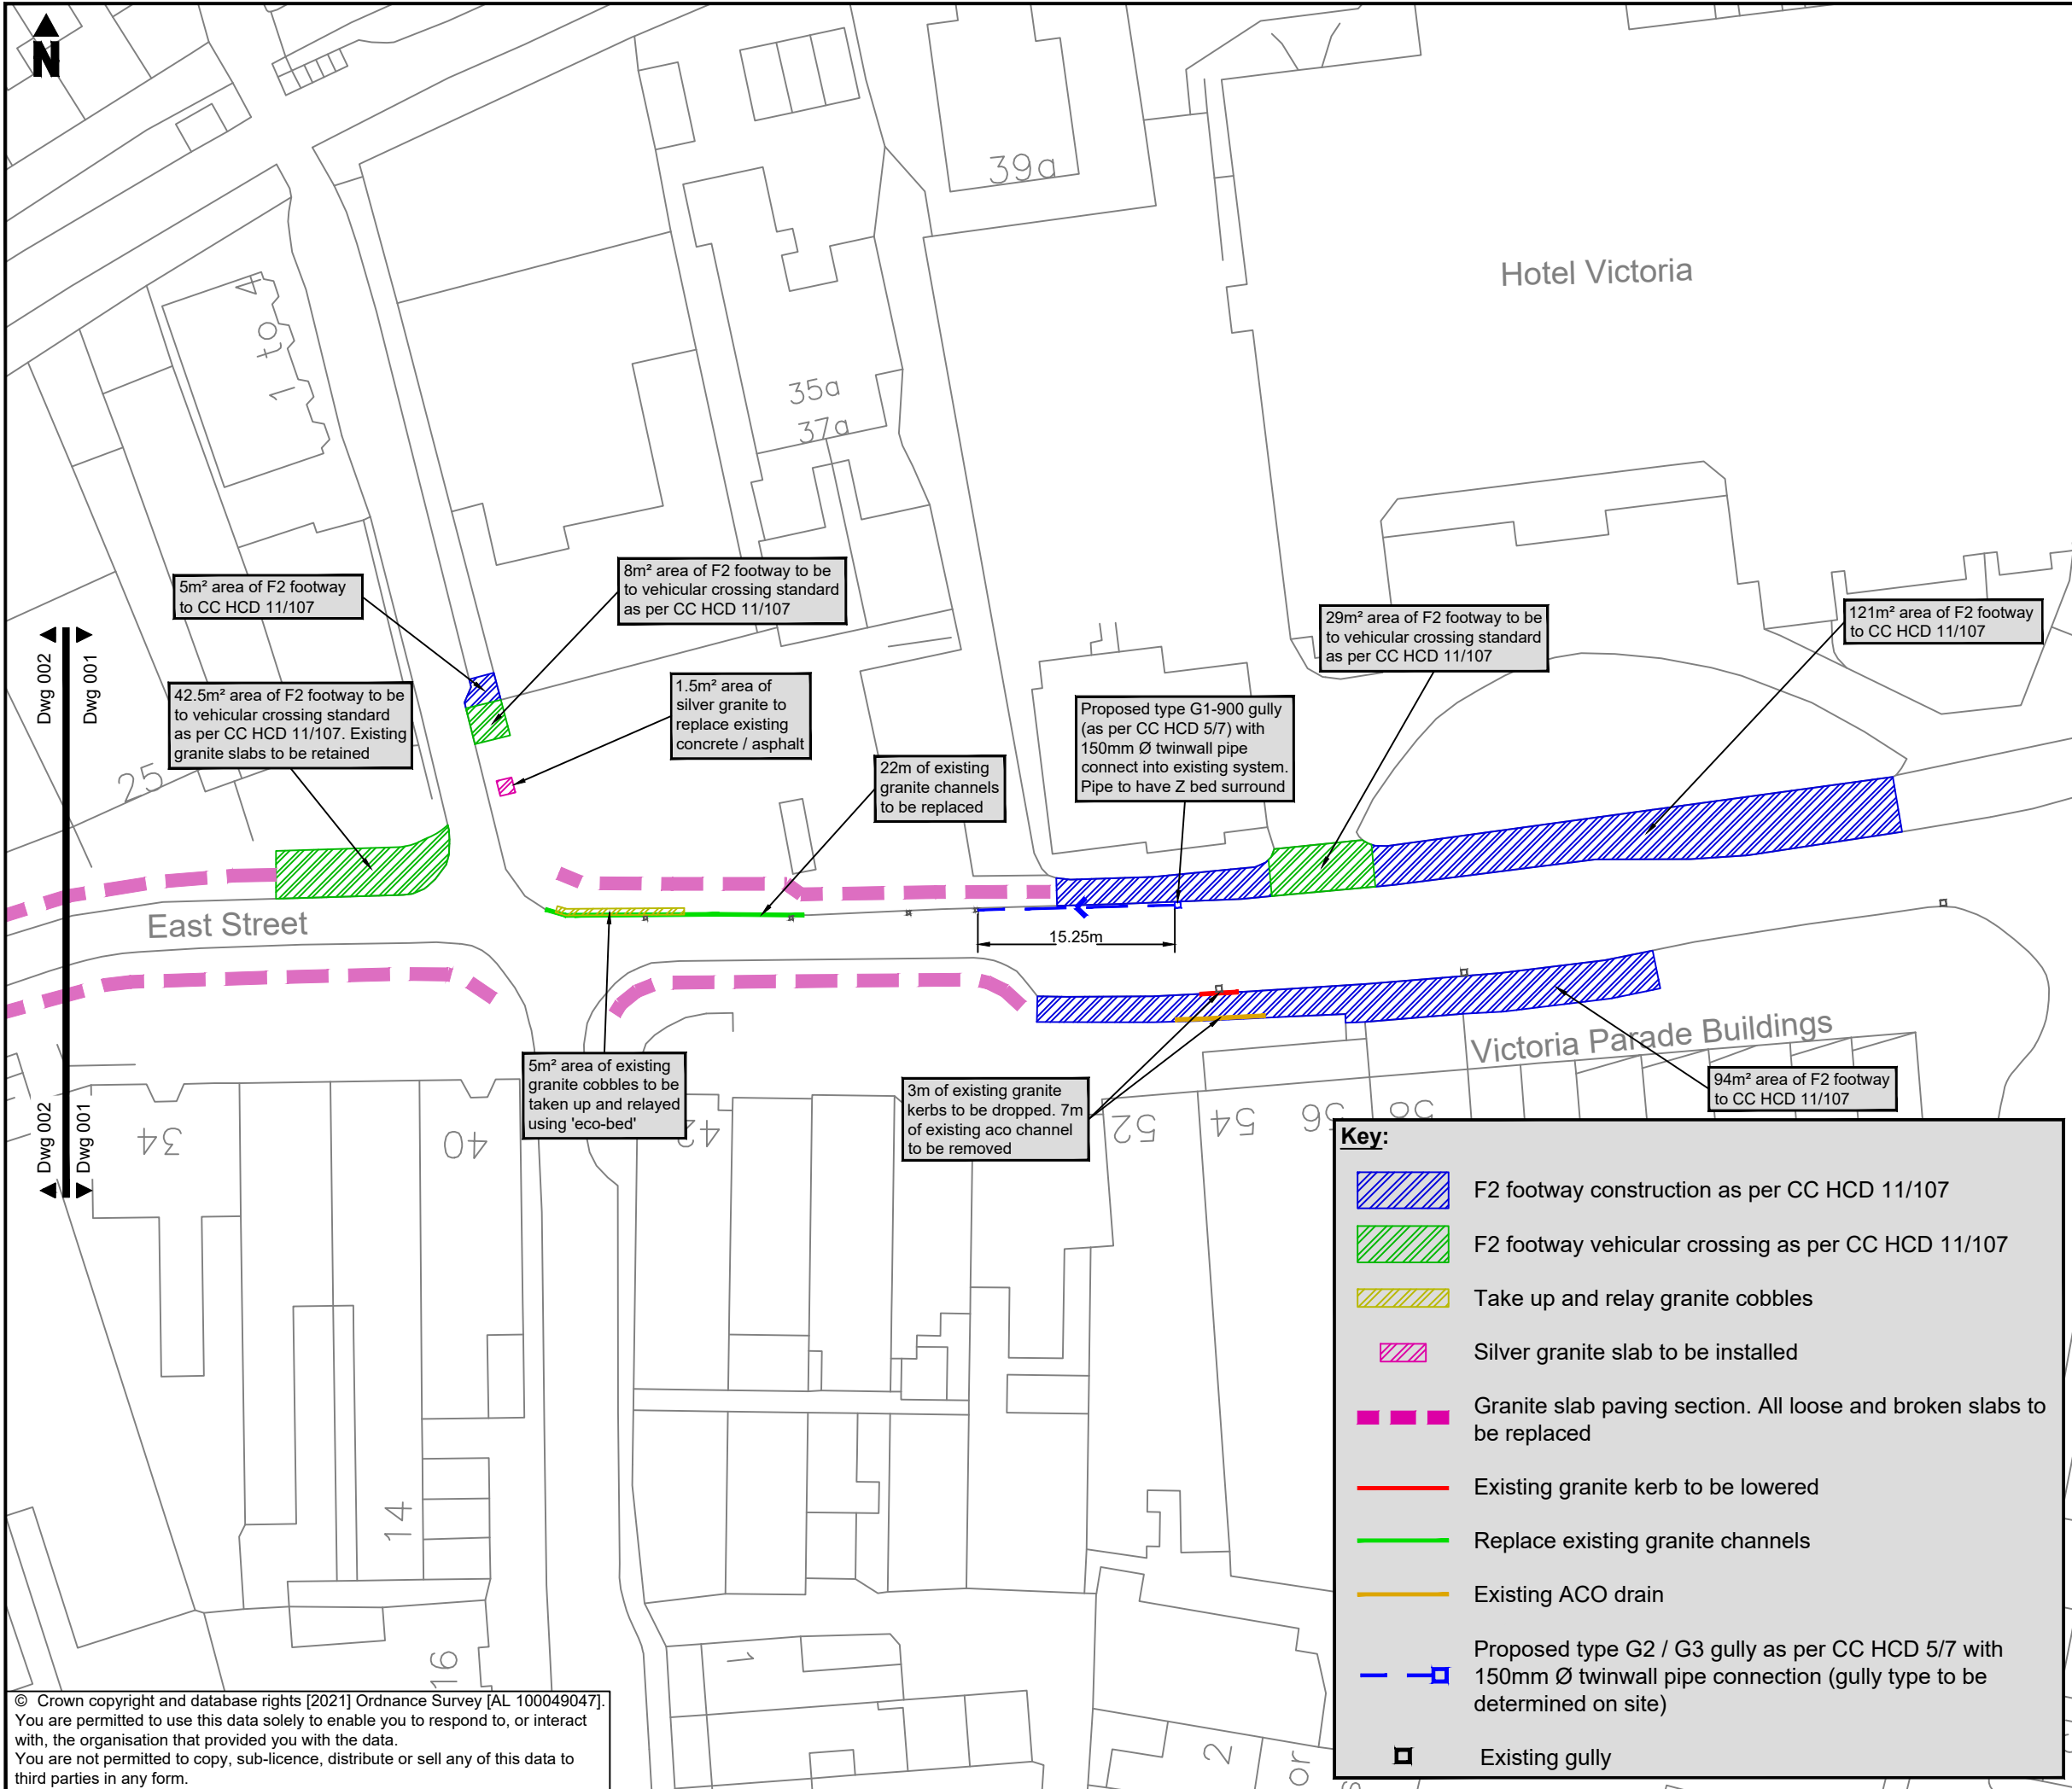 N
39a
Hotel Victoria
1 to 4
35a
37a
5m² area of F2 footway
to CC HCD 11/107
8m² area of F2 footway to be
to vehicular crossing standard
as per CC HCD 11/107
29m² area of F2 footway to be
to vehicular crossing standard
as per CC HCD 11/107
121m² area of F2 footway
to CC HCD 11/107
Dwg 002
Dwg 001
42.5m² area of F2 footway to be
to vehicular crossing standard
as per CC HCD 11/107. Existing
granite slabs to be retained
1.5m² area of
silver granite to
replace existing
concrete / asphalt
Proposed type G1-900 gully
(as per CC HCD 5/7) with
150mm Ø twinwall pipe
connect into existing system.
Pipe to have Z bed surround
22m of existing
granite channels
to be replaced
25
East Street
15.25m
Victoria Parade Buildings
5m² area of existing
granite cobbles to be
taken up and relayed
using 'eco-bed'
3m of existing granite
kerbs to be dropped. 7m
of existing aco channel
to be removed
94m² area of F2 footway
to CC HCD 11/107
Dwg 002
Dwg 001
34
40
42
52
54
56
58
14
16
1
2
or
Key:
F2 footway construction as per CC HCD 11/107
F2 footway vehicular crossing as per CC HCD 11/107
Take up and relay granite cobbles
Silver granite slab to be installed
Granite slab paving section. All loose and broken slabs to
be replaced
Existing granite kerb to be lowered
Replace existing granite channels
Existing ACO drain
Proposed type G2 / G3 gully as per CC HCD 5/7 with
150mm Ø twinwall pipe connection (gully type to be
determined on site)
Existing gully
© Crown copyright and database rights [2021] Ordnance Survey [AL 100049047].
You are permitted to use this data solely to enable you to respond to, or interact
with, the organisation that provided you with the data.
You are not permitted to copy, sub-licence, distribute or sell any of this data to
third parties in any form.